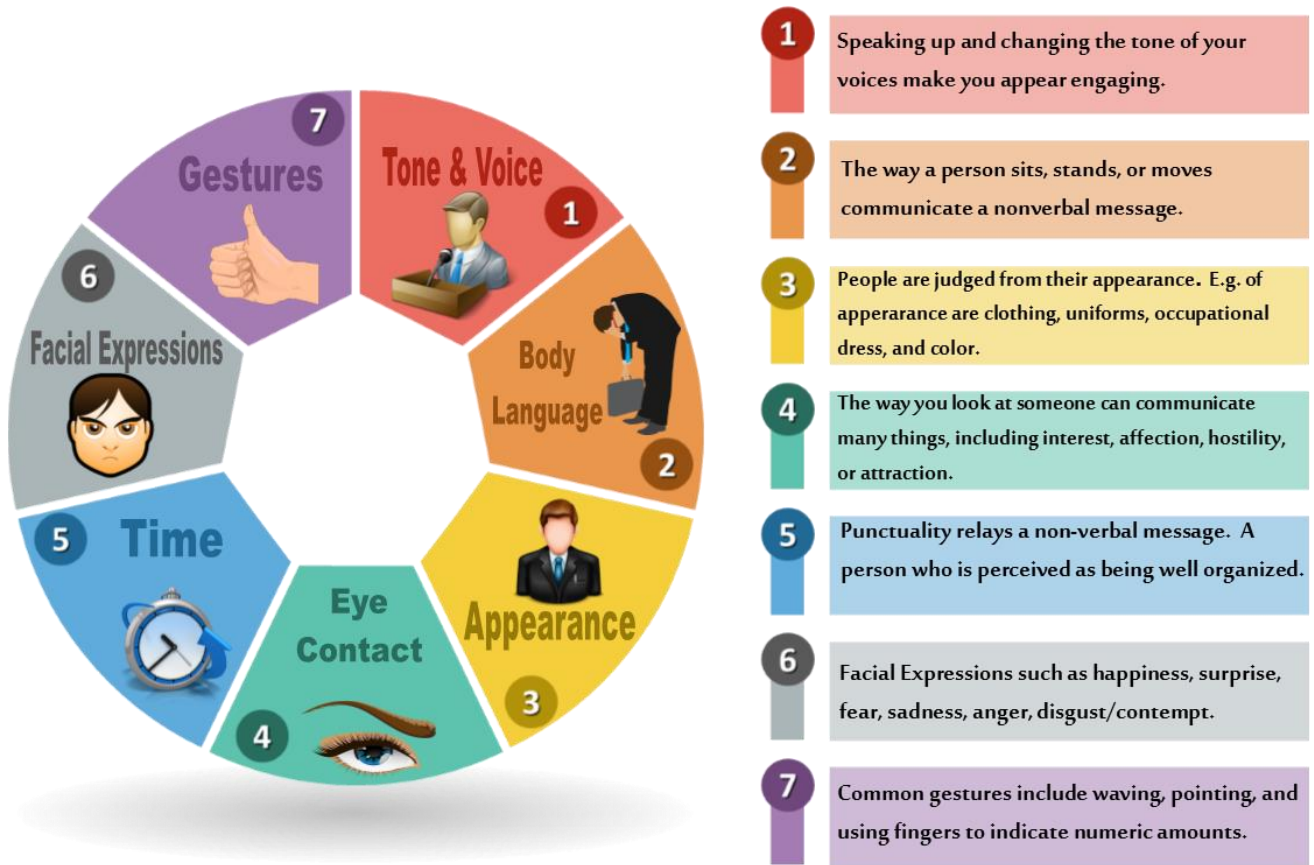 7
Gestures
Tone & Voice
1
6
Facial Expressions
Body
Language
2
5
Time
Eye
Contact
4
Appearance
3
1
Speaking up and changing the tone of your
voices make you appear engaging.
2
The way a person sits, stands, or moves
communicate a nonverbal message.
3
People are judged from their appearance. E.g. of
apperarance are clothing, uniforms, occupational
dress, and color.
4
The way you look at someone can communicate
many things, including interest, affection, hostility,
or attraction.
5
Punctuality relays a non-verbal message. A
person who is perceived as being well organized.
6
Facial Expressions such as happiness, surprise,
fear, sadness, anger, disgust/contempt.
7
Common gestures include waving, pointing, and
using fingers to indicate numeric amounts.